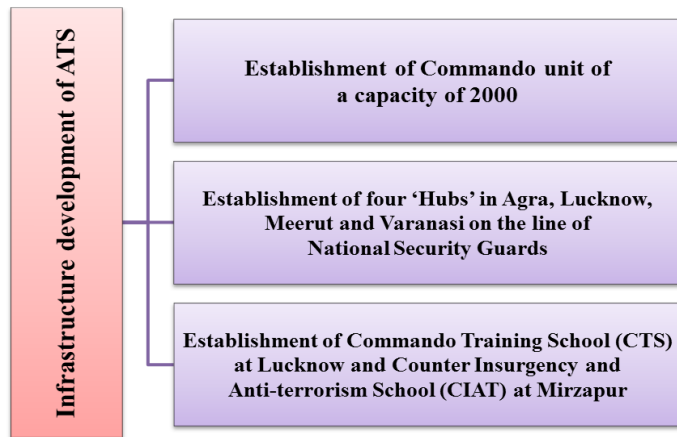 Infrastructure development of ATS
Establishment of Commando unit of
a capacity of 2000
Establishment of four ‘Hubs’ in Agra, Lucknow,
Meerut and Varanasi on the line of
National Security Guards
Establishment of Commando Training School (CTS)
at Lucknow and Counter Insurgency and
Anti-terrorism School (CIAT) at Mirzapur